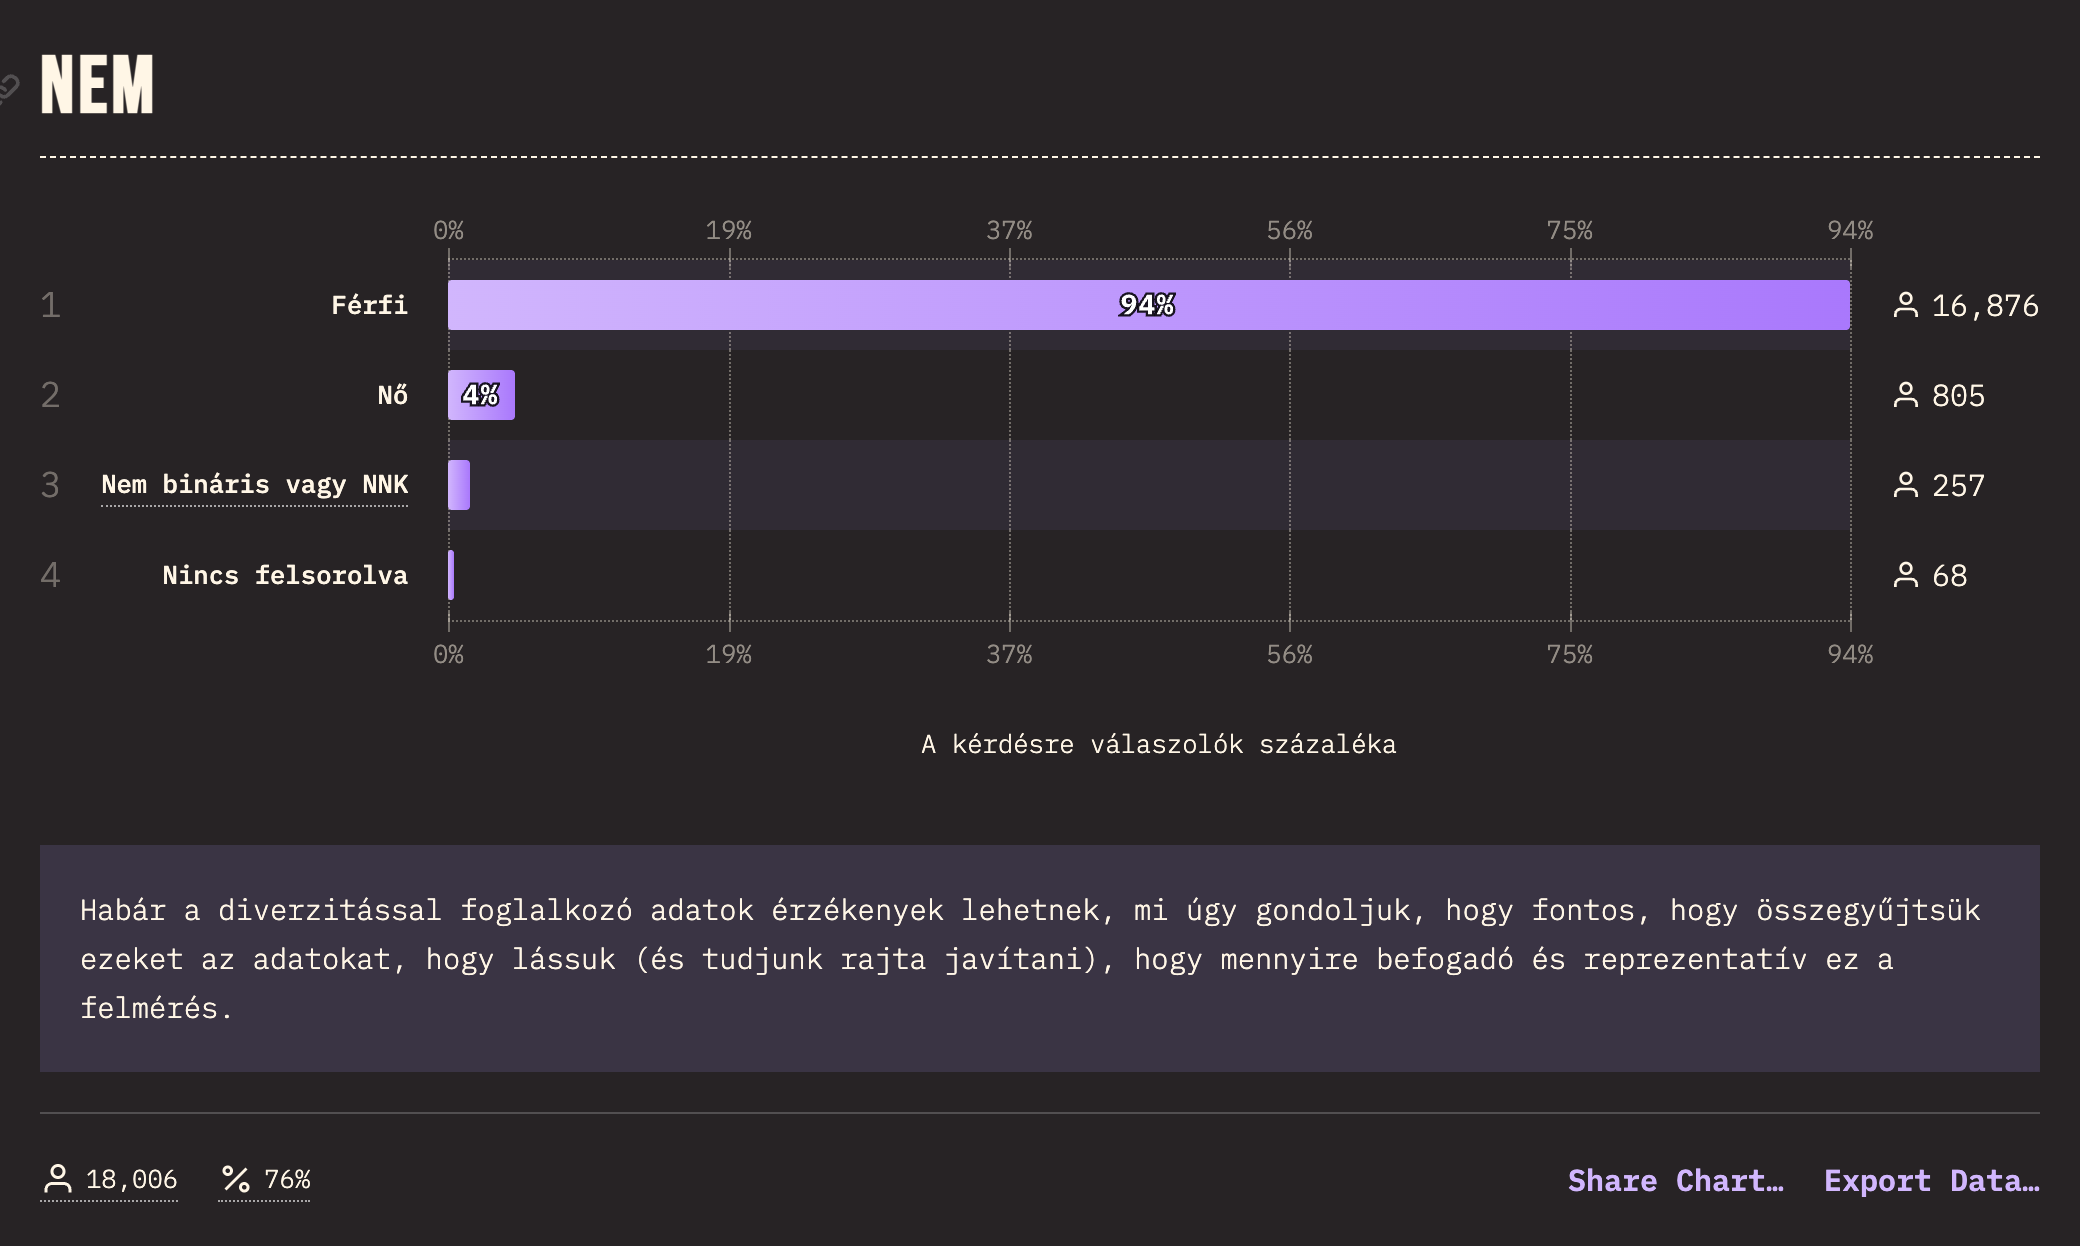 NEM
0% 19% 37% 56% 75% 94%
1 Férfi 94% 16,876
2 Nő 4% 805
3 Nem bináris vagy NNK 257
4 Nincs felsorolva 68
0% 19% 37% 56% 75% 94%
A kérdésre válaszolók százaléka
Habár a diverzitással foglalkozó adatok érzékenyek lehetnek, mi úgy gondoljuk, hogy fontos, hogy összegyűjtsük
ezeket az adatokat, hogy lássuk (és tudjunk rajta javítani), hogy mennyire befogadó és reprezentatív ez a
felmérés.
18,006 76% Share Chart… Export Data…